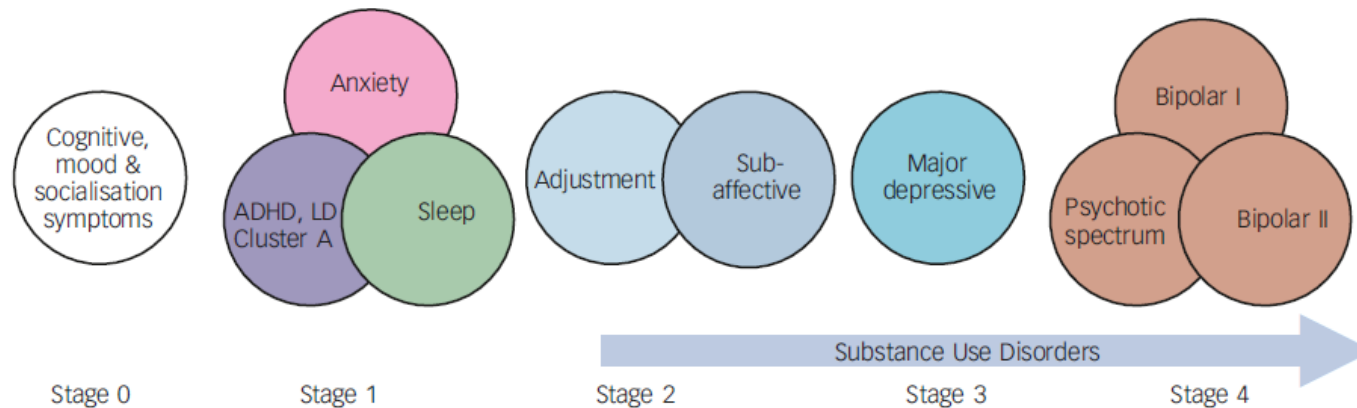 Cognitive,
mood &
socialisation
symptoms
Anxiety
ADHD, LD
Cluster A
Sleep
Adjustment
Sub-
affective
Major
depressive
Bipolar I
Psychotic
spectrum
Bipolar II
Substance Use Disorders
Stage 0
Stage 1
Stage 2
Stage 3
Stage 4